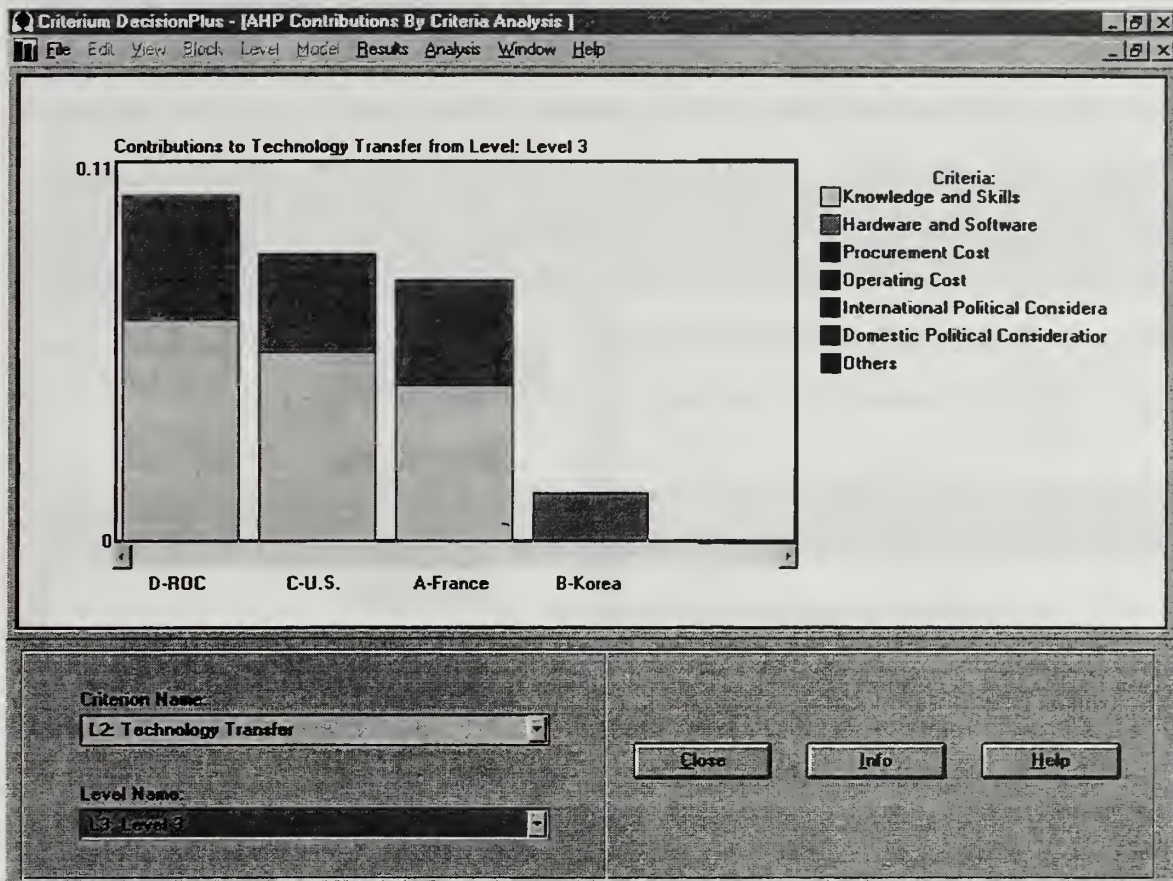 Criterium DecisionPlus - [AHP Contributions By Criteria Analysis ]
File Edit View Block Level Model Results Analysis Window Help
Contributions to Technology Transfer from Level: Level 3
0.11
Criteria:
Knowledge and Skills
Hardware and Software
Procurement Cost
Operating Cost
International Political Considera
Domestic Political Consideration
Others
0
D-ROC C-U.S. A-France B-Korea
Criterion Name:
L2: Technology Transfer
Close Info Help
Level Name:
L3: Level 3